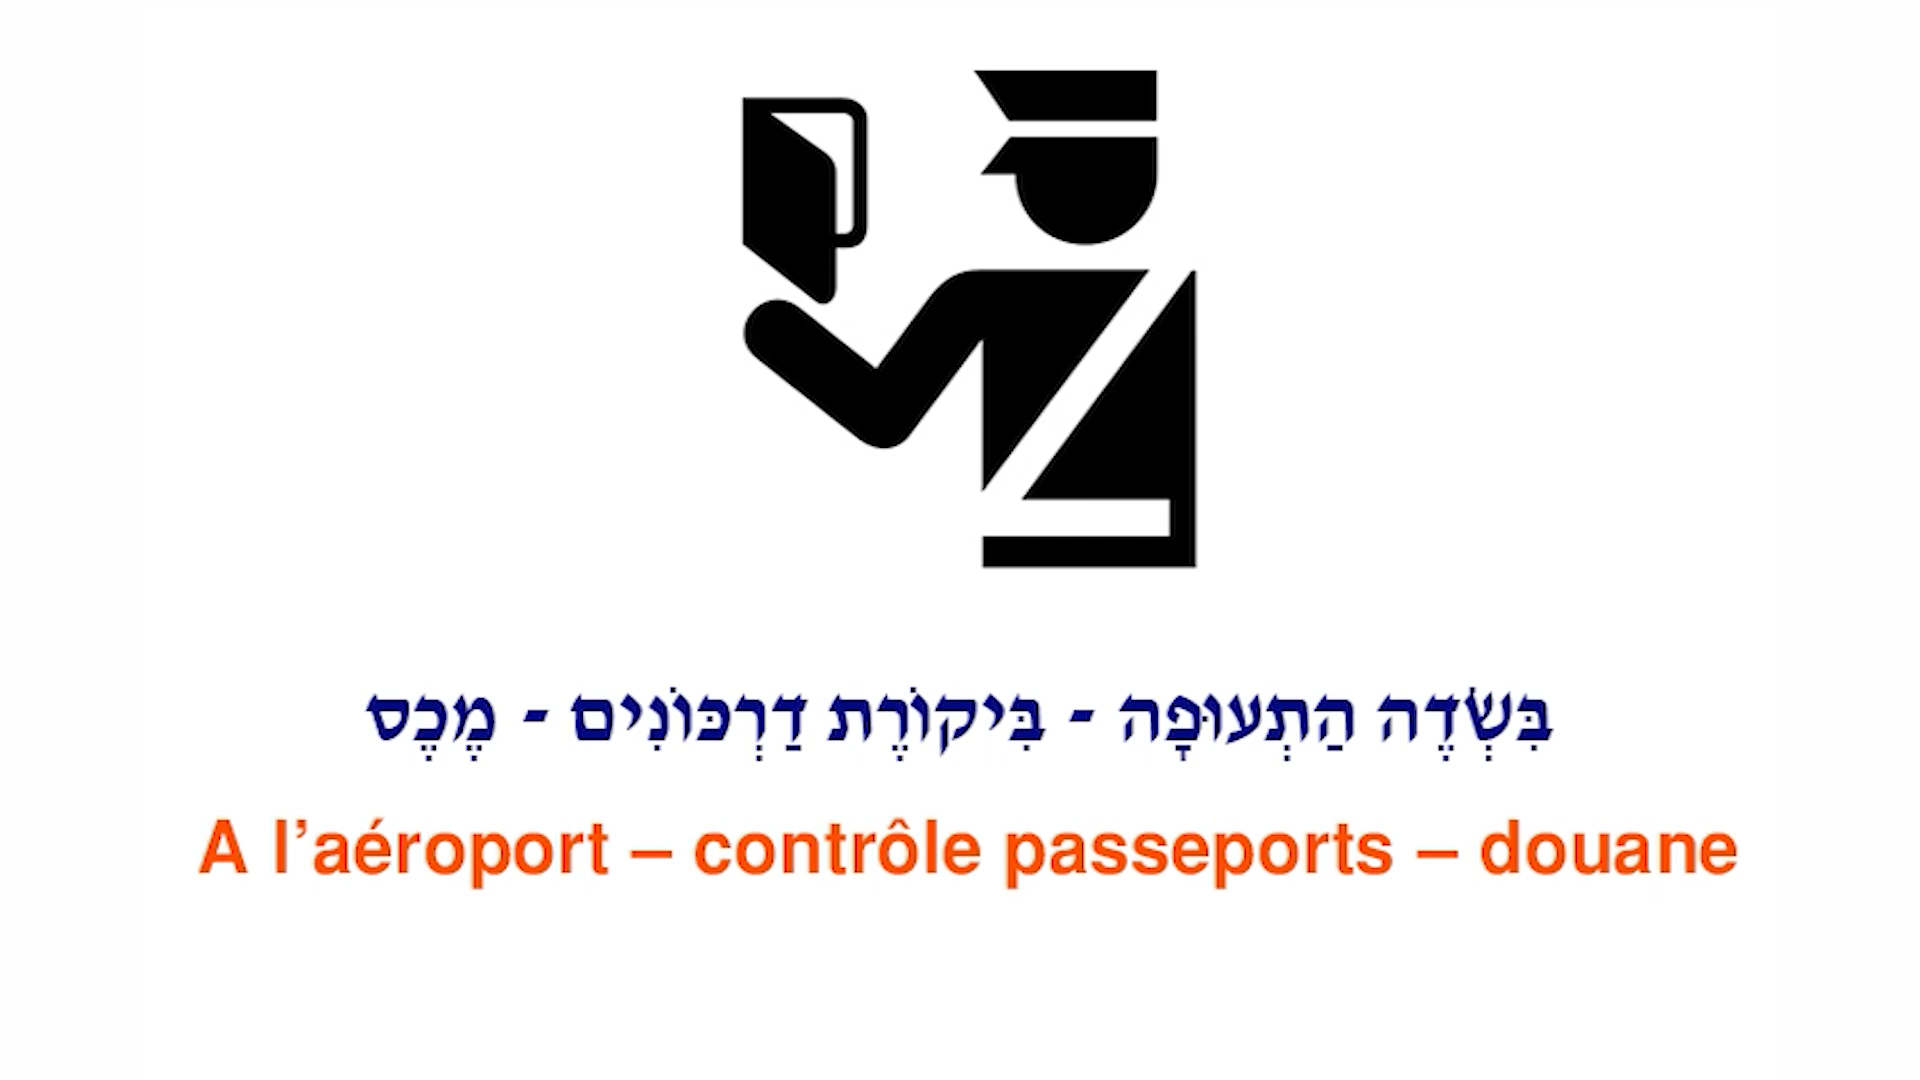 בִּשְׂדֵה הַתְּעוּפָה - בִּיקוֹרֶת דַרְכּוֹנִים - מֶכֶס
A l’aéroport – contrôle passeports – douane